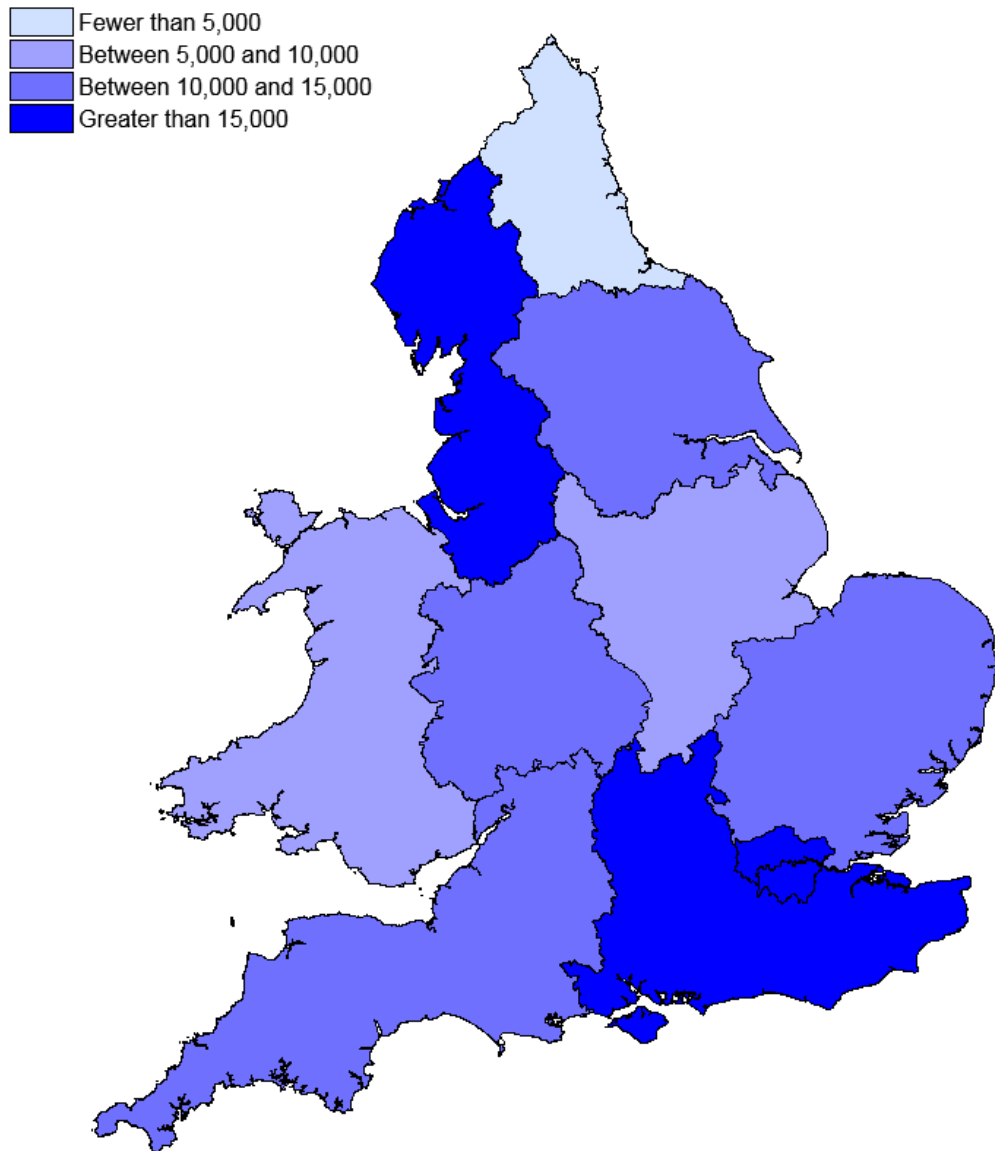 Fewer than 5,000
Between 5,000 and 10,000
Between 10,000 and 15,000
Greater than 15,000